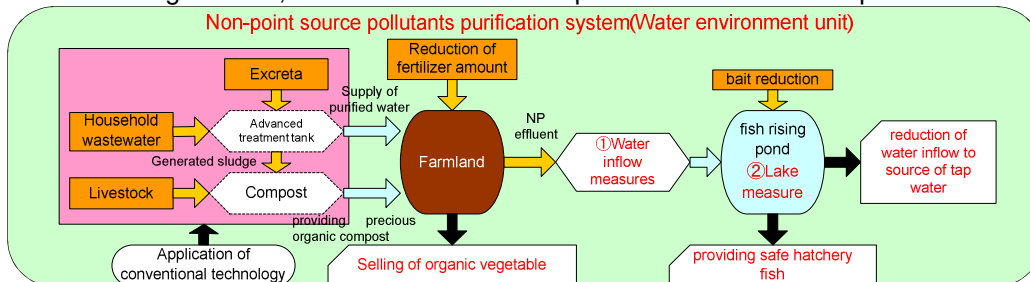 Non-point source pollutants purification system(Water environment unit)
Reduction of
fertilizer amount
Excreta
bait reduction
Supply of
purified water
Household
wastewater
Advanced
treatment tank
NP
effluent
Generated sludge
Farmland
①Water
inflow
measures
fish rising
pond
②Lake
measure
reduction of
water inflow to
source of tap
water
Livestock
Compost
providing precious
organic compost
Application of
conventional technology
Selling of organic vegetable
providing safe hatchery
fish